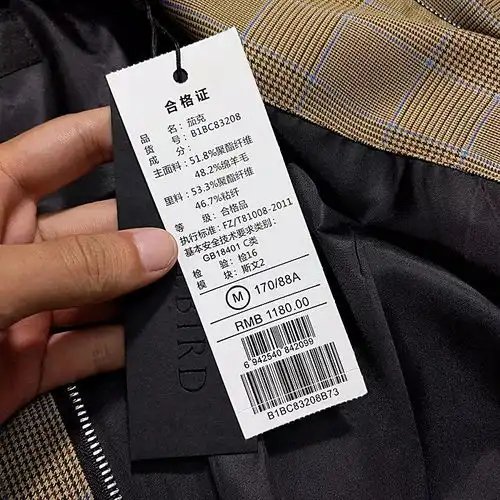 合格证
品名：茄克
货号：B1BC83208
成分：
主面料：51.8%聚酯纤维
48.2%绵羊毛
里料：53.3%聚酯纤维
46.7%粘纤
等级：合格品
执行标准：FZ/T81008-2011
基本安全技术要求类别：
GB18401 C类
检验：检16
模块：斯文2
M 170/88A
RMB 1180.00
6 942540 842099
B1BC83208B73
BIRD